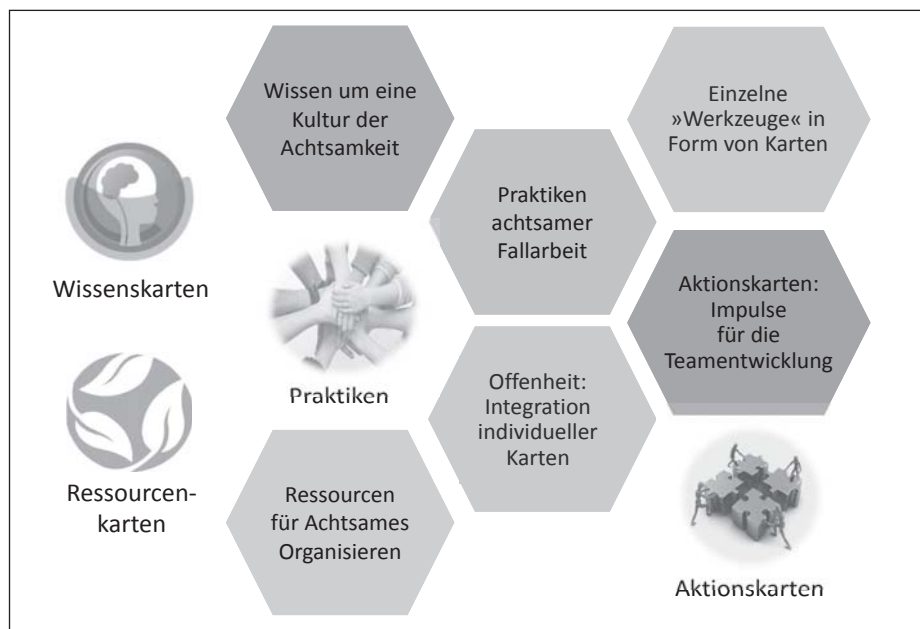 Wissen um eine
Kultur der
Achtsamkeit
Einzelne
»Werkzeuge« in
Form von Karten
Praktiken
achtsamer
Fallarbeit
Wissenskarten
Aktionskarten:
Impulse
für die
Teamentwicklung
Praktiken
Offenheit:
Integration
individueller
Karten
Ressourcen-
karten
Ressourcen
für Achtsames
Organisieren
Aktionskarten